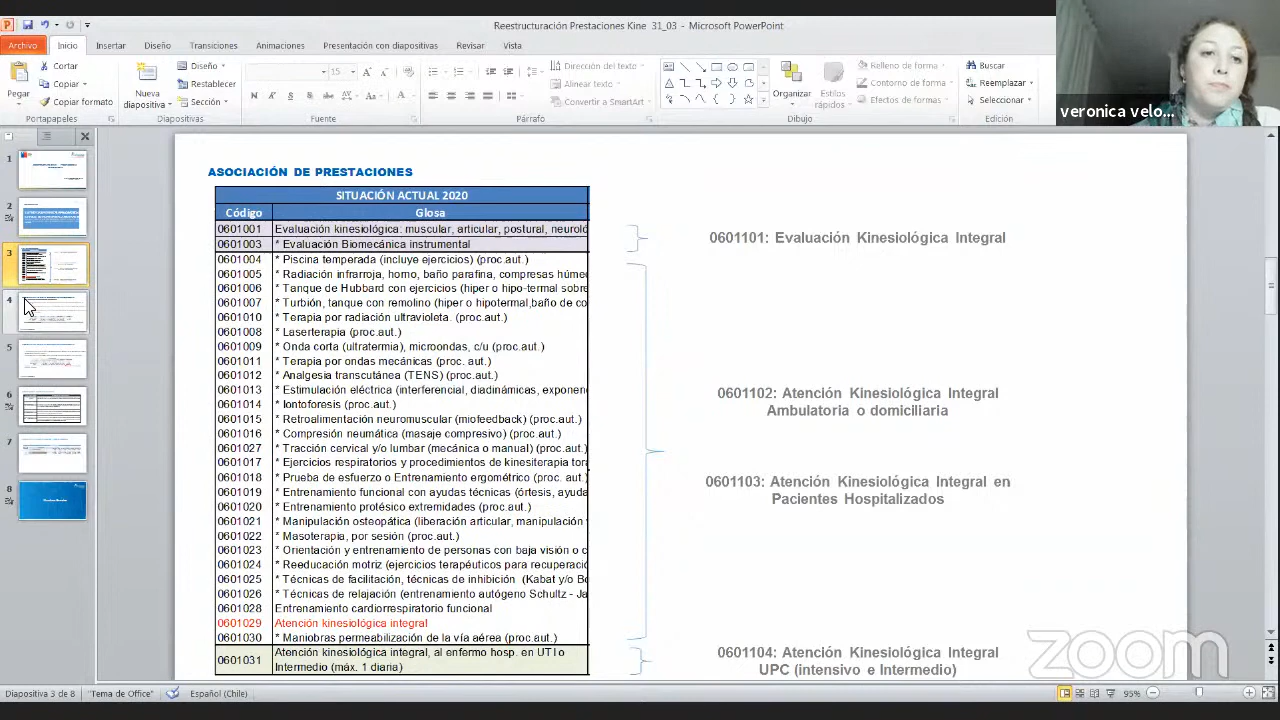 Reestructuración Prestaciones Kine 31_03 - Microsoft PowerPoint
Archivo Inicio Insertar Diseño Transiciones Animaciones Presentación con diapositivas Revisar Vista
Pegar
Cortar
Copiar
Copiar formato
Portapapeles
Nueva diapositiva
Diseño
Restablecer
Sección
Diapositivas
15
Fuente
Dirección del texto
Alinear texto
Convertir a SmartArt
Párrafo
Organizar
Estilos rápidos
Relleno de forma
Contorno de forma
Efectos de formas
Dibujo
Buscar
Reemplazar
Seleccionar
Edición
veronica velo...
1
2
3
4
5
6
7
8
ASOCIACIÓN DE PRESTACIONES
SITUACIÓN ACTUAL 2020
Código Glosa
0601001 Evaluación kinesiológica: muscular, articular, postural, neuroló
0601003 * Evaluación Biomecánica instrumental
0601004 * Piscina temperada (incluye ejercicios) (proc.aut.)
0601005 * Radiación infrarroja, horno, baño parafina, compresas húme
0601006 * Tanque de Hubbard con ejercicios (hiper o hipo-termal sobre
0601007 * Turbión, tanque con remolino (hiper o hipotermal,baño de co
0601010 * Terapia por radiación ultravioleta. (proc.aut.)
0601008 * Laserterapia (proc.aut.)
0601009 * Onda corta (ultratermia), microondas, c/u (proc.aut.)
0601011 * Terapia por ondas mecánicas (proc.aut.)
0601012 * Analgesia transcutánea (TENS) (proc.aut.)
0601013 * Estimulación eléctrica (interferencial, diadinámicas, exponen
0601014 * Iontoforesis (proc.aut.)
0601015 * Retroalimentación neuromuscular (moteedback) (proc.aut.)
0601016 * Compresión neumática (masaje compresivo) (proc.aut.)
0601027 * Tracción cervical y/o lumbar (mecánica o manual) (proc.aut.)
0601017 * Ejercicios respiratorios y procedimientos de kinesiterapia tora
0601018 * Prueba de esfuerzo o Entrenamiento ergométrico (proc. aut.)
0601019 * Entrenamiento funcional con ayudas técnicas (órtesis, ayuda
0601020 * Entrenamiento protésico extremidades (proc.aut.)
0601021 * Manipulación osteopática (liberación articular, manipulación
0601022 * Masoterapia, por sesión (proc.aut.)
0601023 * Orientación y entrenamiento de personas con baja visión o c
0601024 * Reeducación motriz (ejercicios terapéuticos para recuperació
0601025 * Técnicas de facilitación, técnicas de inhibición (Kabat y/o Bo
0601026 * Técnicas de relajación (entrenamiento autógeno Schultz - Ja
0601028 Entrenamiento cardiorrespiratorio funcional
0601029 Atención kinesiológica integral
0601030 * Maniobras permeabilización de la vía aérea (proc.aut.)
0601031 Atención kinesiológica integral, al enfermo hosp. en UTI o
Intermedio (máx. 1 diaria)
0601101: Evaluación Kinesiológica Integral
0601102: Atención Kinesiológica Integral
Ambulatoria o domiciliaria
0601103: Atención Kinesiológica Integral en
Pacientes Hospitalizados
0601104: Atención Kinesiológica Integral
UPC (intensivo e Intermedio)
zoom
Diapositiva 3 de 8 "Tema de Office" Español (Chile) 95%